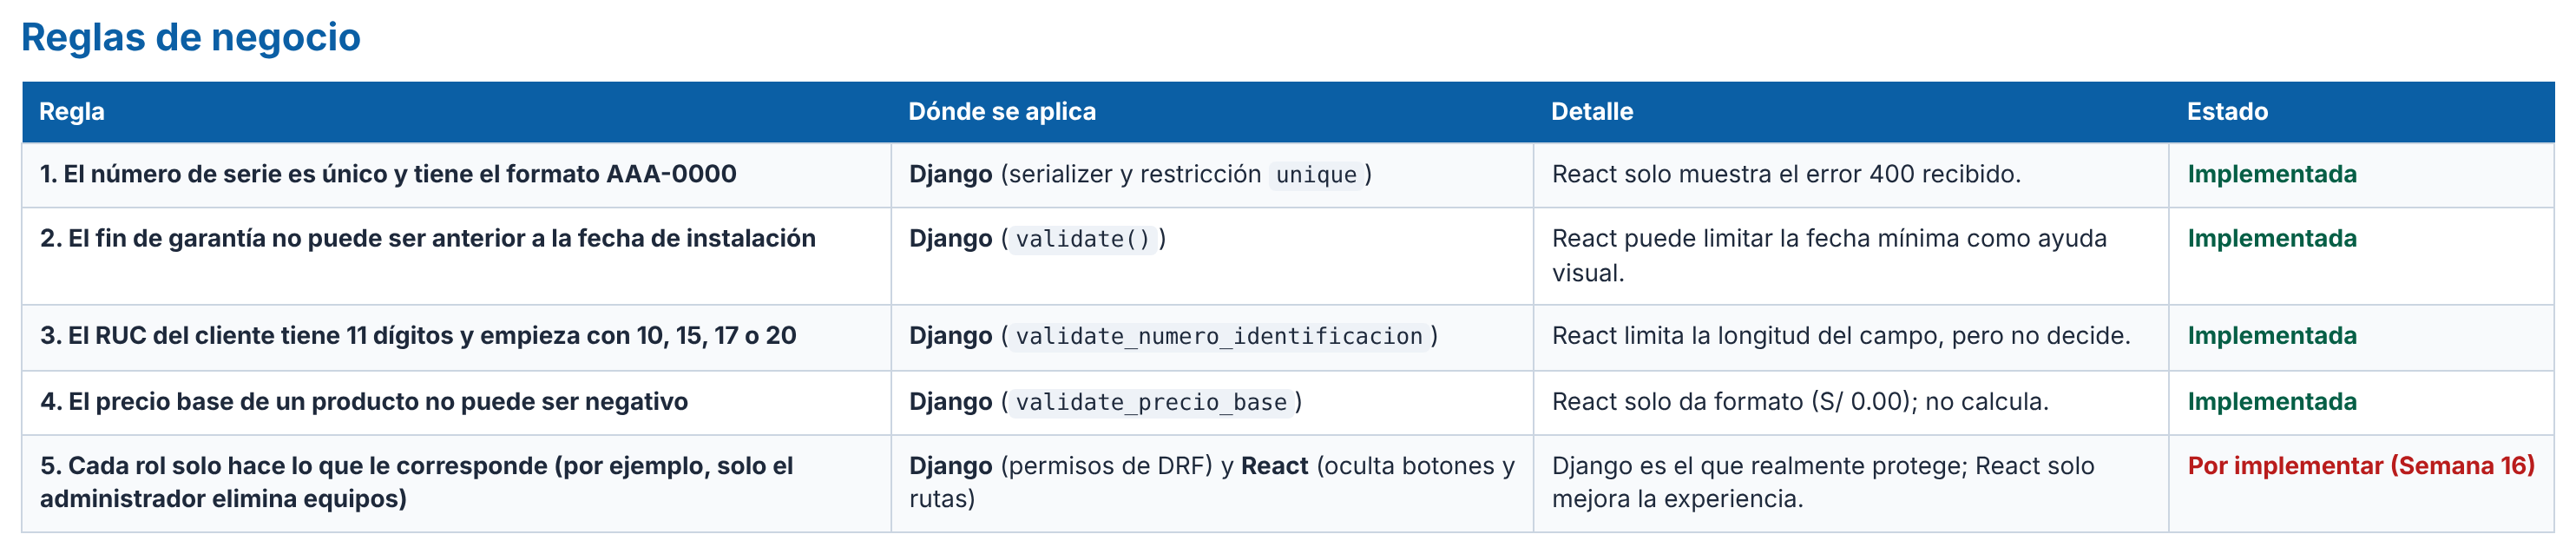 Reglas de negocio
Regla Dónde se aplica Detalle Estado
1. El número de serie es único y tiene el formato AAA-0000 Django (serializer y restricción unique) React solo muestra el error 400 recibido. Implementada
2. El fin de garantía no puede ser anterior a la fecha de instalación Django (validate()) React puede limitar la fecha mínima como ayuda Implementada
visual.
3. El RUC del cliente tiene 11 dígitos y empieza con 10, 15, 17 o 20 Django (validate_numero_identificacion) React limita la longitud del campo, pero no decide. Implementada
4. El precio base de un producto no puede ser negativo Django (validate_precio_base) React solo da formato (S/ 0.00); no calcula. Implementada
5. Cada rol solo hace lo que le corresponde (por ejemplo, solo el Django (permisos de DRF) y React (oculta botones y Django es el que realmente protege; React solo Por implementar (Semana 16)
administrador elimina equipos) rutas) mejora la experiencia.